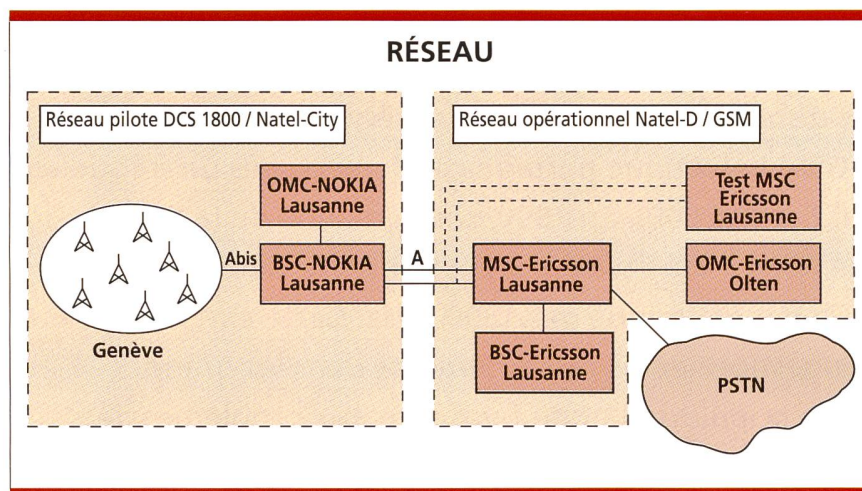 RÉSEAU
Réseau pilote DCS 1800 / Natel-City
Réseau opérationnel Natel-D / GSM
OMC-NOKIA
Lausanne
Test MSC
Ericsson
Lausanne
Abis
BSC-NOKIA
Lausanne
A
MSC-Ericsson
Lausanne
OMC-Ericsson
Olten
Genève
BSC-Ericsson
Lausanne
PSTN